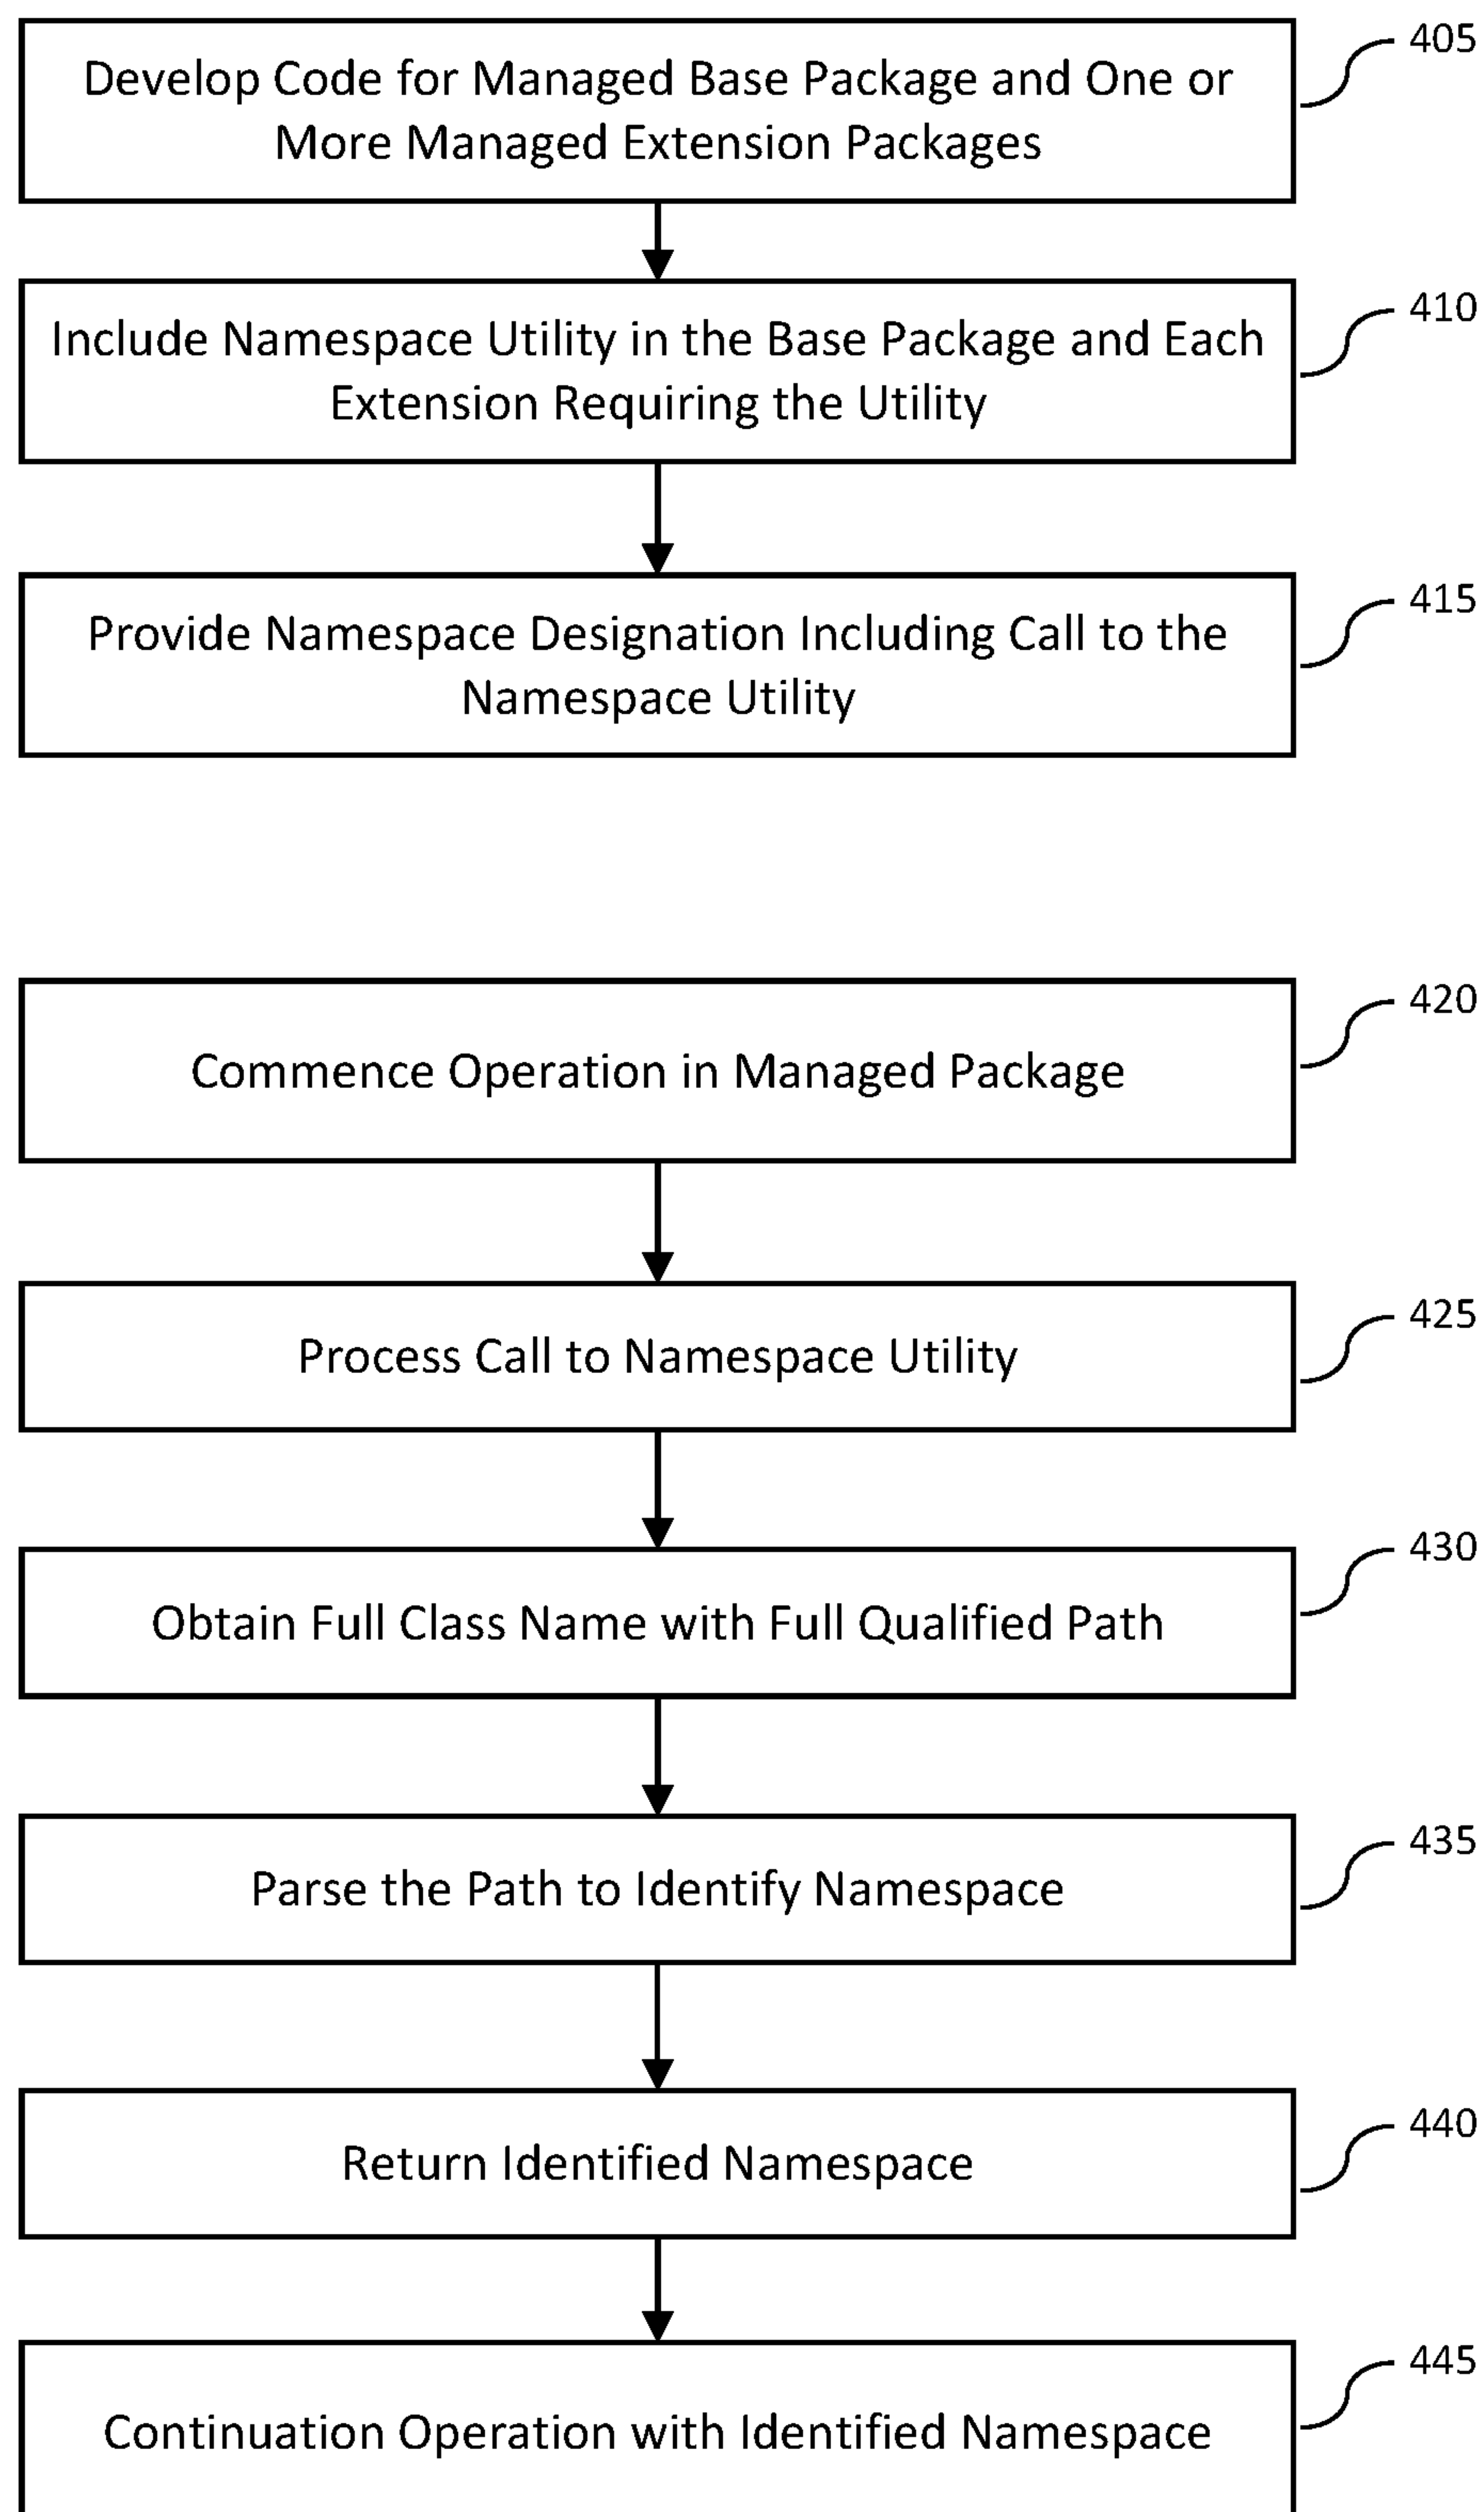 405
Develop Code for Managed Base Package and One or
More Managed Extension Packages
410
Include Namespace Utility in the Base Package and Each
Extension Requiring the Utility
415
Provide Namespace Designation Including Call to the
Namespace Utility
420
Commence Operation in Managed Package
425
Process Call to Namespace Utility
430
Obtain Full Class Name with Full Qualified Path
435
Parse the Path to Identify Namespace
440
Return Identified Namespace
445
Continuation Operation with Identified Namespace